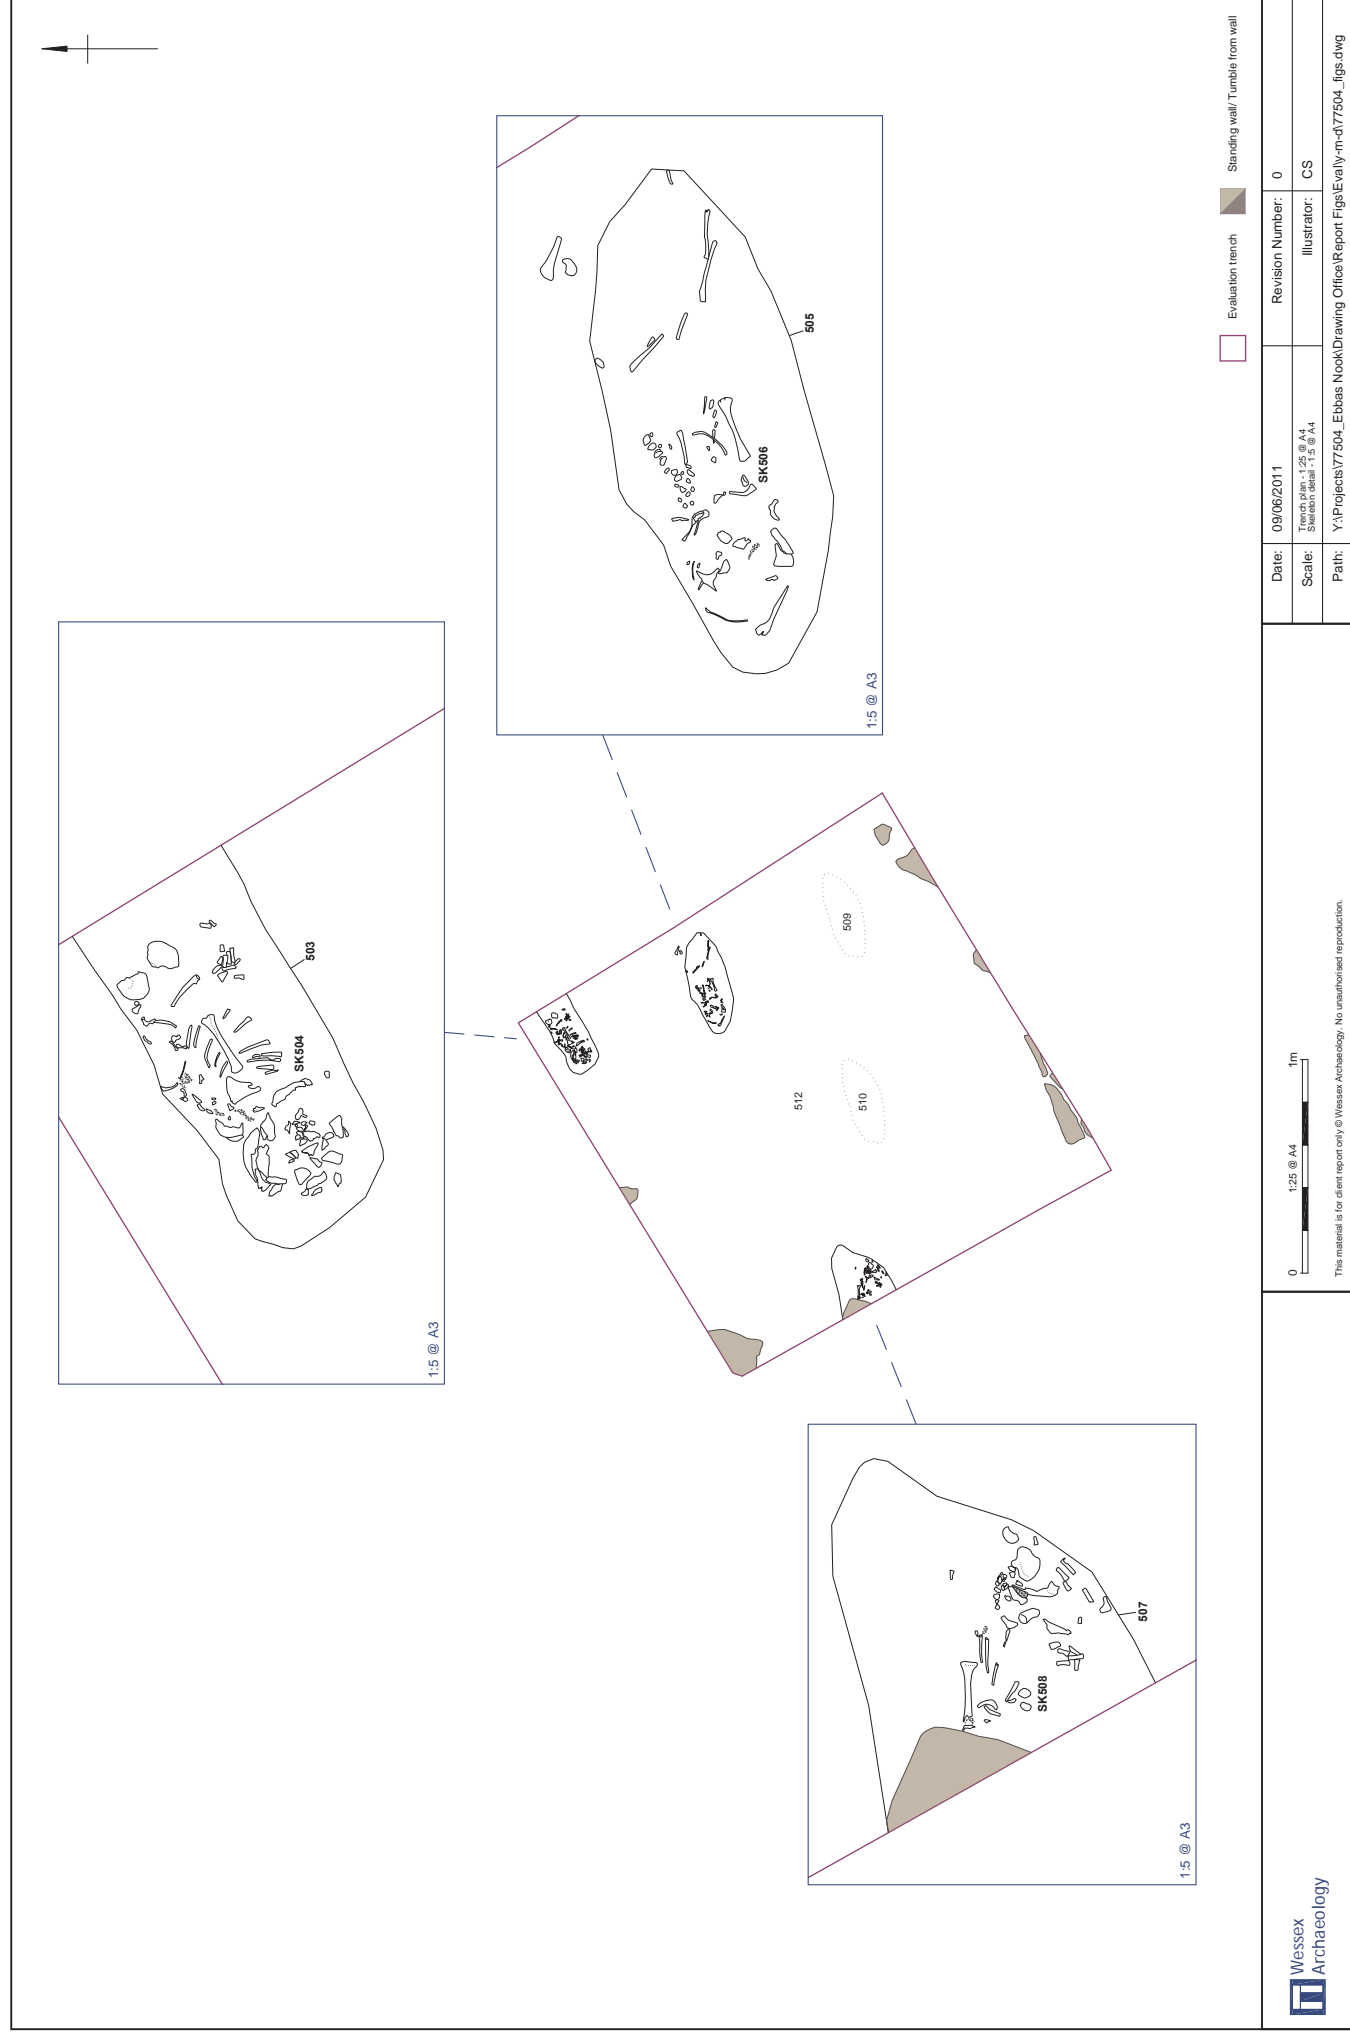 503
SK504
1:5 @ A3
505
SK506
1:5 @ A3
512
509
510
507
SK508
1:5 @ A3
Evaluation trench
Standing wall/ Tumble from wall
Wessex
Archaeology
0
1:25 @ A4
1m
This material is for client report only © Wessex Archaeology. No unauthorised reproduction.
Date: 09/06/2011 Revision Number: 0
Scale: Trench plan - 1:25 @ A4
Skeleton detail - 1:5 @ A4
Illustrator: CS
Path: Y:\Projects\77504_Ebbas Nook\Drawing Office\Report Figs\Eval\y-m-d\77504_figs.dwg